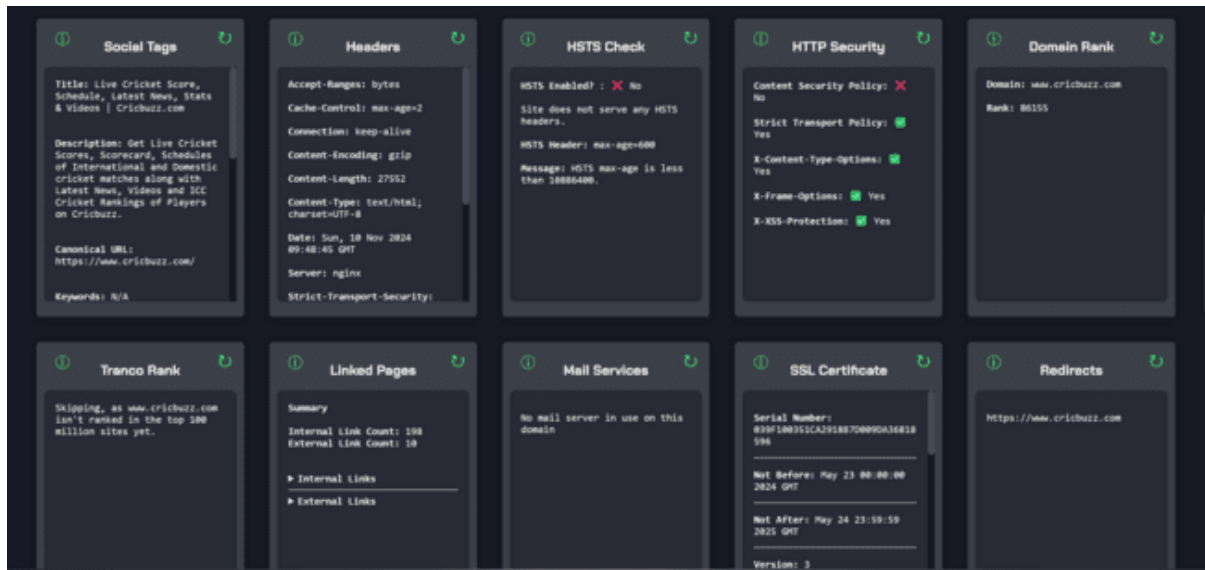 Social Tags
Title: Live Cricket Score,
Schedule, Latest News, Stats
& Videos | Cricbuzz.com
Description: Get Live Cricket
Scores, Scorecard, Schedules
of International and Domestic
cricket matches along with
Latest News, Videos and ICC
Cricket Rankings of Players
on Cricbuzz.
Canonical URL:
https://www.cricbuzz.com/
Keywords: N/A
Headers
Accept-Ranges: bytes
Cache-Control: max-age=2
Connection: keep-alive
Content-Encoding: gzip
Content-Length: 27552
Content-Type: text/html;
charset=UTF-8
Date: Sun, 10 Nov 2024
09:48:45 GMT
Server: nginx
Strict-Transport-Security:
HSTS Check
HSTS Enabled? : ❌ No
Site does not serve any HSTS
headers.
HSTS Header: max-age=600
Message: HSTS max-age is less
than 10886400.
HTTP Security
Content Security Policy: ❌
No
Strict Transport Policy: ✅
Yes
X-Content-Type-Options: ✅
Yes
X-Frame-Options: ✅ Yes
X-XSS-Protection: ✅ Yes
Domain Rank
Domain: www.cricbuzz.com
Rank: 86155
Tranco Rank
Skipping, as www.cricbuzz.com
isn't ranked in the top 100
million sites yet.
Linked Pages
Summary
Internal Link Count: 198
External Link Count: 10
▶ Internal Links
▶ External Links
Mail Services
No mail server in use on this
domain
SSL Certificate
Serial Number:
596
Not Before: May 23 00:00:00
2024 GMT
Not After: May 24 23:59:59
2025 GMT
Version: 3
Redirects
https://www.cricbuzz.com